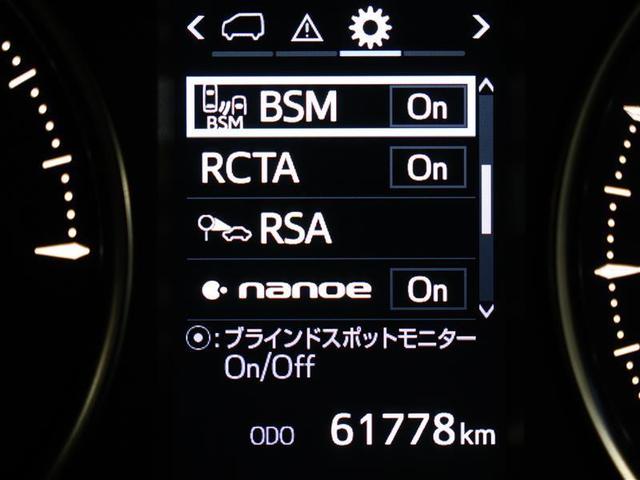 BSM BSM On
RCTA On
RSA
nanoe On
:ブラインドスポットモニター
On/Off
ODO 61778km